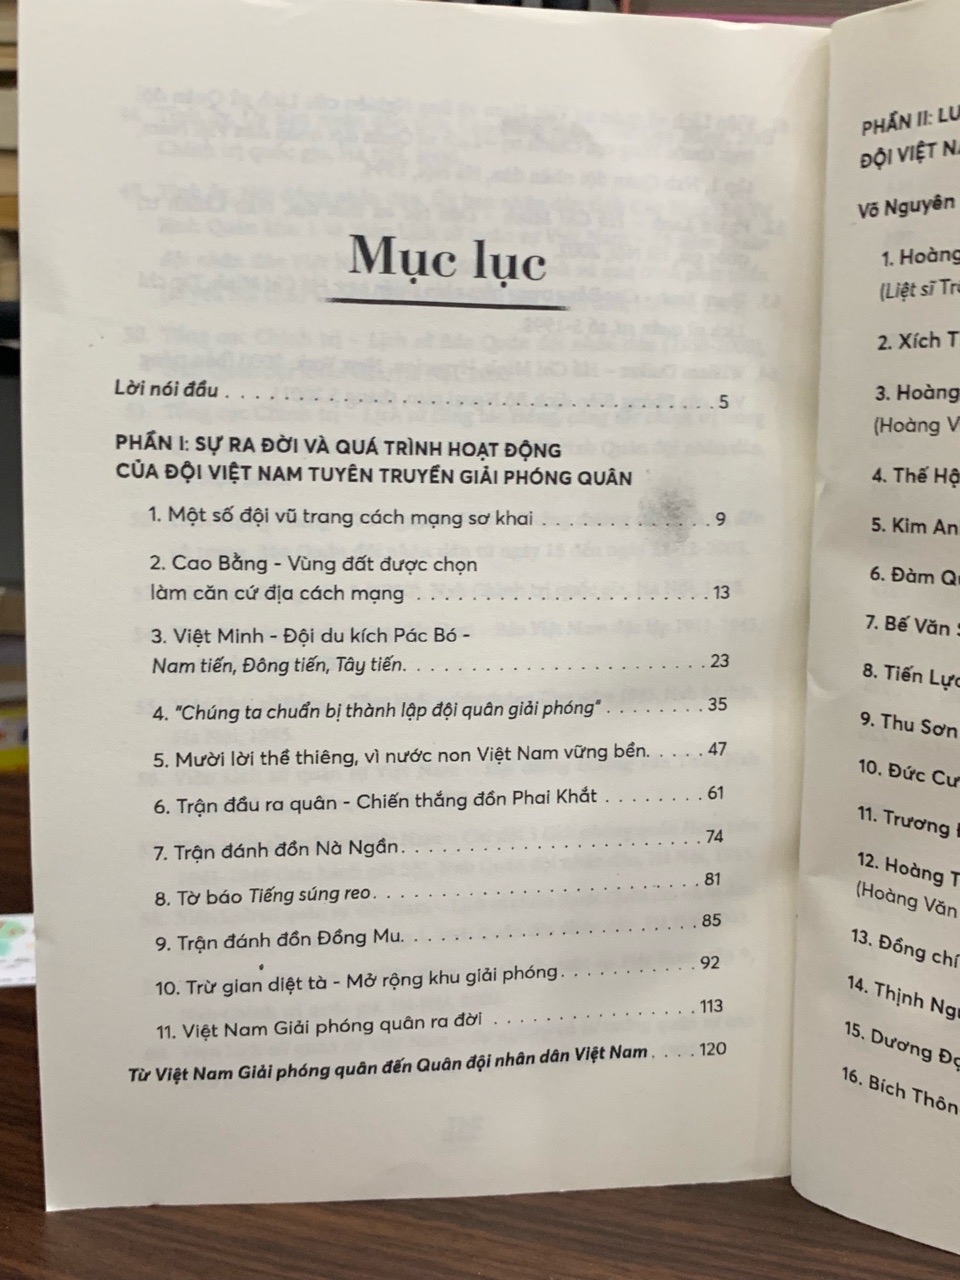 Mục lục
Lời nói đầu . . . . . . . . . . . . . . . . . . . . . . . . . . . . . . . . . . . 5
PHẦN I: SỰ RA ĐỜI VÀ QUÁ TRÌNH HOẠT ĐỘNG
CỦA ĐỘI VIỆT NAM TUYÊN TRUYỀN GIẢI PHÓNG QUÂN
1. Một số đội vũ trang cách mạng sơ khai . . . . . . . . . . . . . 9
2. Cao Bằng - Vùng đất được chọn
làm căn cứ địa cách mạng . . . . . . . . . . . . . . . . . . . . . . 13
3. Việt Minh - Đội du kích Pác Bó -
Nam tiến, Đông tiến, Tây tiến. . . . . . . . . . . . . . . . . . . . . . 23
4. "Chúng ta chuẩn bị thành lập đội quân giải phóng" . . . . . . . . 35
5. Mười lời thề thiêng, vì nước non Việt Nam vững bền. . . . . 47
6. Trận đầu ra quân - Chiến thắng đồn Phai Khắt . . . . . . . . 61
7. Trận đánh đồn Nà Ngần. . . . . . . . . . . . . . . . . . . . . . . 74
8. Tờ báo Tiếng súng reo. . . . . . . . . . . . . . . . . . . . . . . . . 81
9. Trận đánh đồn Đồng Mu. . . . . . . . . . . . . . . . . . . . . . 85
10. Trừ gian diệt tà - Mở rộng khu giải phóng. . . . . . . . . . . 92
11. Việt Nam Giải phóng quân ra đời . . . . . . . . . . . . . . . . 113
Từ Việt Nam Giải phóng quân đến Quân đội nhân dân Việt Nam . . . . 120
PHẦN II:
ĐỘI VIỆT
Võ Nguyên
1. Hoàng
(Liệt sĩ
2. Xích
3. Hoàng
(Hoàng
4. Thế
5. Kim
6. Đàm
7. Bế Văn
8. Tiến
9. Thu Sơn
10. Đức
11. Trương
12. Hoàng
(Hoàng Văn
13. Đồng chí
14. Thịnh
15. Dương
16. Bích